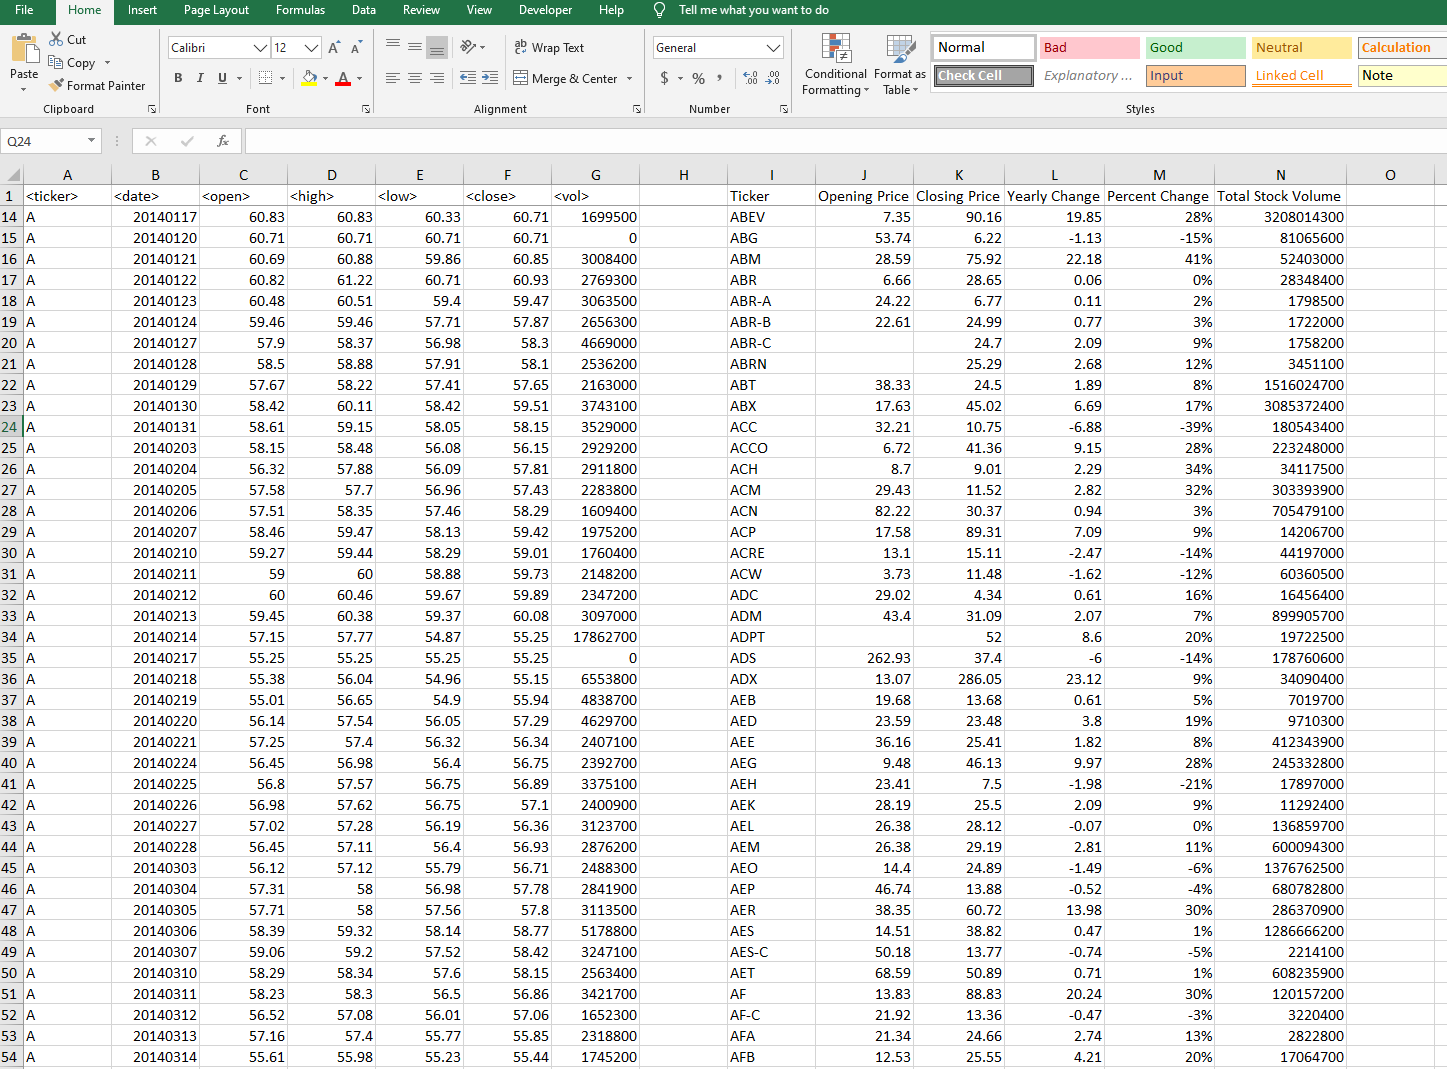 File Home Insert Page Layout Formulas Data Review View Developer Help Tell me what you want to do
Cut
Copy
Format Painter
Paste
Clipboard
Calibri 12
B I U A
Font
Wrap Text
Merge & Center
Alignment
General
$ % , .00
Number
Conditional Formatting
Format as Table
Normal Bad Good Neutral Calculation
Check Cell Explanatory ... Input Linked Cell Note
Styles
Q24 fx
A B C D E F G H I J K L M N O
1 <ticker> <date> <open> <high> <low> <close> <vol> Ticker Opening Price Closing Price Yearly Change Percent Change Total Stock Volume
14 A 20140117 60.83 60.83 60.33 60.71 1699500 ABEV 7.35 90.16 19.85 28% 3208014300
15 A 20140120 60.71 60.71 60.71 60.71 0 ABG 53.74 6.22 -1.13 -15% 81065600
16 A 20140121 60.69 60.88 59.86 60.85 3008400 ABM 28.59 75.92 22.18 41% 52403000
17 A 20140122 60.82 61.22 60.71 60.93 2769300 ABR 6.66 28.65 0.06 0% 28348400
18 A 20140123 60.48 60.51 59.4 59.47 3063500 ABR-A 24.22 6.77 0.11 2% 1798500
19 A 20140124 59.46 59.46 57.71 57.87 2656300 ABR-B 22.61 24.99 0.77 3% 1722000
20 A 20140127 57.9 58.37 56.98 58.3 4669000 ABR-C 24.7 2.09 9% 1758200
21 A 20140128 58.5 58.88 57.91 58.1 2536200 ABRN 25.29 2.68 12% 3451100
22 A 20140129 57.67 58.22 57.41 57.65 2163000 ABT 38.33 24.5 1.89 8% 1516024700
23 A 20140130 58.42 60.11 58.42 59.51 3743100 ABX 17.63 45.02 6.69 17% 3085372400
24 A 20140131 58.61 59.15 58.05 58.15 3529000 ACC 32.21 10.75 -6.88 -39% 180543400
25 A 20140203 58.15 58.48 56.08 56.15 2929200 ACCO 6.72 41.36 9.15 28% 223248000
26 A 20140204 56.32 57.88 56.09 57.81 2911800 ACH 8.7 9.01 2.29 34% 34117500
27 A 20140205 57.58 57.7 56.96 57.43 2283800 ACM 29.43 11.52 2.82 32% 303393900
28 A 20140206 57.51 58.35 57.46 58.29 1609400 ACN 82.22 30.37 0.94 3% 705479100
29 A 20140207 58.46 59.47 58.13 59.42 1975200 ACP 17.58 89.31 7.09 9% 14206700
30 A 20140210 59.27 59.44 58.29 59.01 1760400 ACRE 13.1 15.11 -2.47 -14% 44197000
31 A 20140211 59 60 58.88 59.73 2148200 ACW 3.73 11.48 -1.62 -12% 60360500
32 A 20140212 60 60.46 59.67 59.89 2347200 ADC 29.02 4.34 0.61 16% 16456400
33 A 20140213 59.45 60.38 59.37 60.08 3097000 ADM 43.4 31.09 2.07 7% 899905700
34 A 20140214 57.15 57.77 54.87 55.25 17862700 ADPT 52 8.6 20% 19722500
35 A 20140217 55.25 55.25 55.25 55.25 0 ADS 262.93 37.4 -6 -14% 178760600
36 A 20140218 55.38 56.04 54.96 55.15 6553800 ADX 13.07 286.05 23.12 9% 34090400
37 A 20140219 55.01 56.65 54.9 55.94 4838700 AEB 19.68 13.68 0.61 5% 7019700
38 A 20140220 56.14 57.54 56.05 57.29 4629700 AED 23.59 23.48 3.8 19% 9710300
39 A 20140221 57.25 57.4 56.32 56.34 2407100 AEE 36.16 25.41 1.82 8% 412343900
40 A 20140224 56.45 56.98 56.4 56.75 2392700 AEG 9.48 46.13 9.97 28% 245332800
41 A 20140225 56.8 57.57 56.75 56.89 3375100 AEH 23.41 7.5 -1.98 -21% 17897000
42 A 20140226 56.98 57.62 56.75 57.1 2400900 AEK 28.19 25.5 2.09 9% 11292400
43 A 20140227 57.02 57.28 56.19 56.36 3123700 AEL 26.38 28.12 -0.07 0% 136859700
44 A 20140228 56.45 57.11 56.4 56.93 2876200 AEM 26.38 29.19 2.81 11% 600094300
45 A 20140303 56.12 57.12 55.79 56.71 2488300 AEO 14.4 24.89 -1.49 -6% 1376762500
46 A 20140304 57.31 58 56.98 57.78 2841900 AEP 46.74 13.88 -0.52 -4% 680782800
47 A 20140305 57.71 58 57.56 57.8 3113500 AER 38.35 60.72 13.98 30% 286370900
48 A 20140306 58.39 59.32 58.14 58.77 5178800 AES 14.51 38.82 0.47 1% 1286666200
49 A 20140307 59.06 59.2 57.52 58.42 3247100 AES-C 50.18 13.77 -0.74 -5% 2214100
50 A 20140310 58.29 58.34 57.6 58.15 2563400 AET 68.59 50.89 0.71 1% 608235900
51 A 20140311 58.23 58.3 56.5 56.86 3421700 AF 13.83 88.83 20.24 30% 120157200
52 A 20140312 56.52 57.08 56.01 57.06 1652300 AF-C 21.92 13.36 -0.47 -3% 3220400
53 A 20140313 57.16 57.4 55.77 55.85 2318800 AFA 21.34 24.66 2.74 13% 2822800
54 A 20140314 55.61 55.98 55.23 55.44 1745200 AFB 12.53 25.55 4.21 20% 17064700